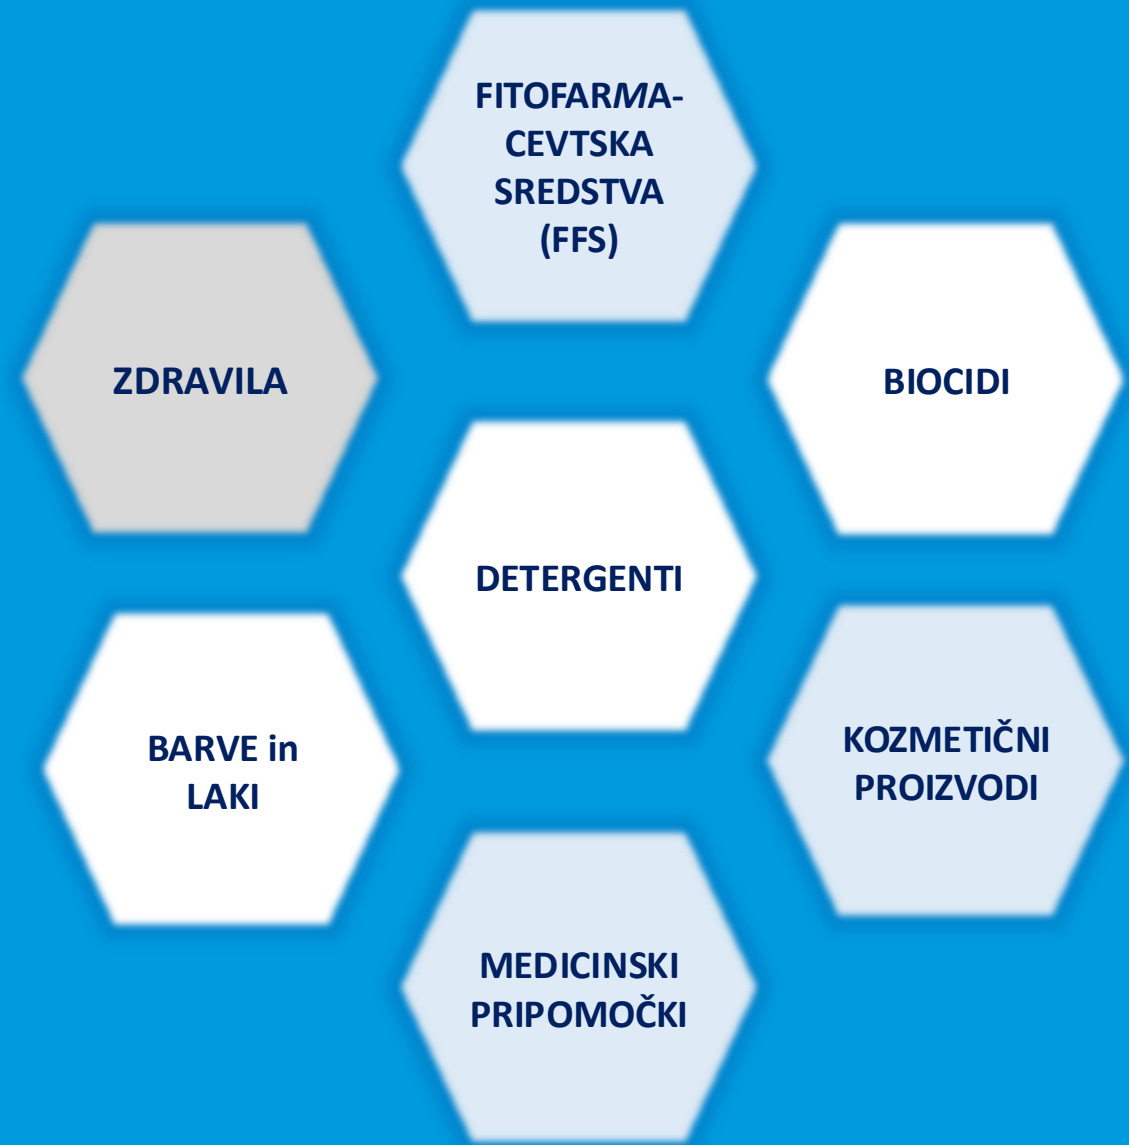 FITOFARMA-
CEVTSKA
SREDSTVA
(FFS)
ZDRAVILA
BIOCIDI
DETERGENTI
BARVE in
LAKI
KOZMETIČNI
PROIZVODI
MEDICINSKI
PRIPOMOČKI